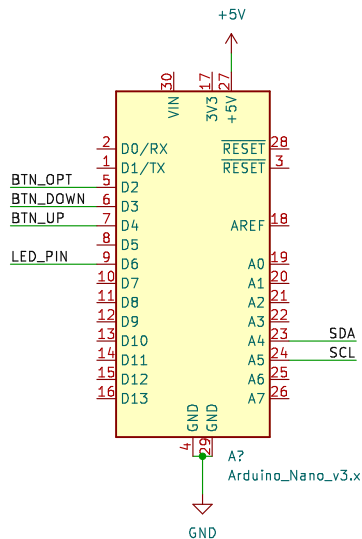 +5V
30
17
27
VIN
3V3
+5V
2 D0/RX
RESET 28
1 D1/TX
RESET 3
BTN_OPT 5 D2
BTN_DOWN 6 D3
BTN_UP 7 D4
AREF 18
8 D5
LED_PIN 9 D6
A0 19
10 D7
A1 20
11 D8
A2 21
12 D9
A3 22
13 D10
A4 23 SDA
14 D11
A5 24 SCL
15 D12
A6 25
16 D13
A7 26
GND
GND
4
29
A?
Arduino_Nano_v3.x
GND